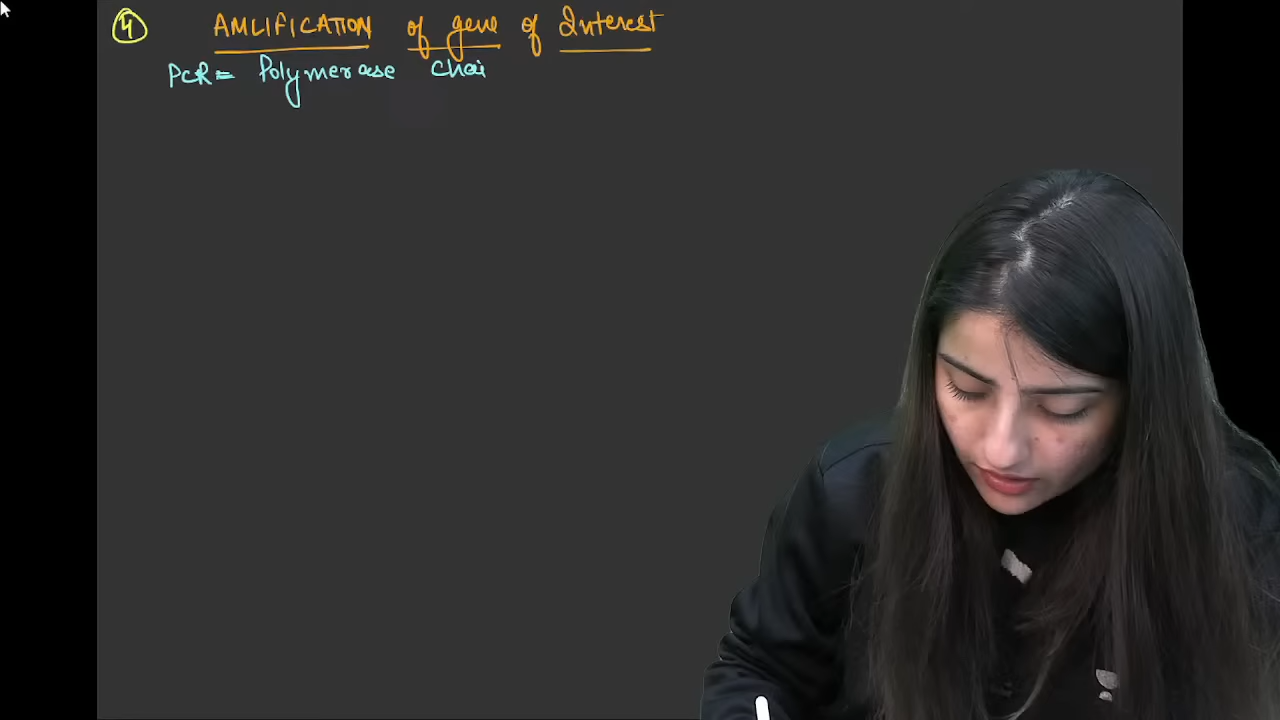 4 AMLIFICATION of gene of Interest
PCR= Polymerase Chai